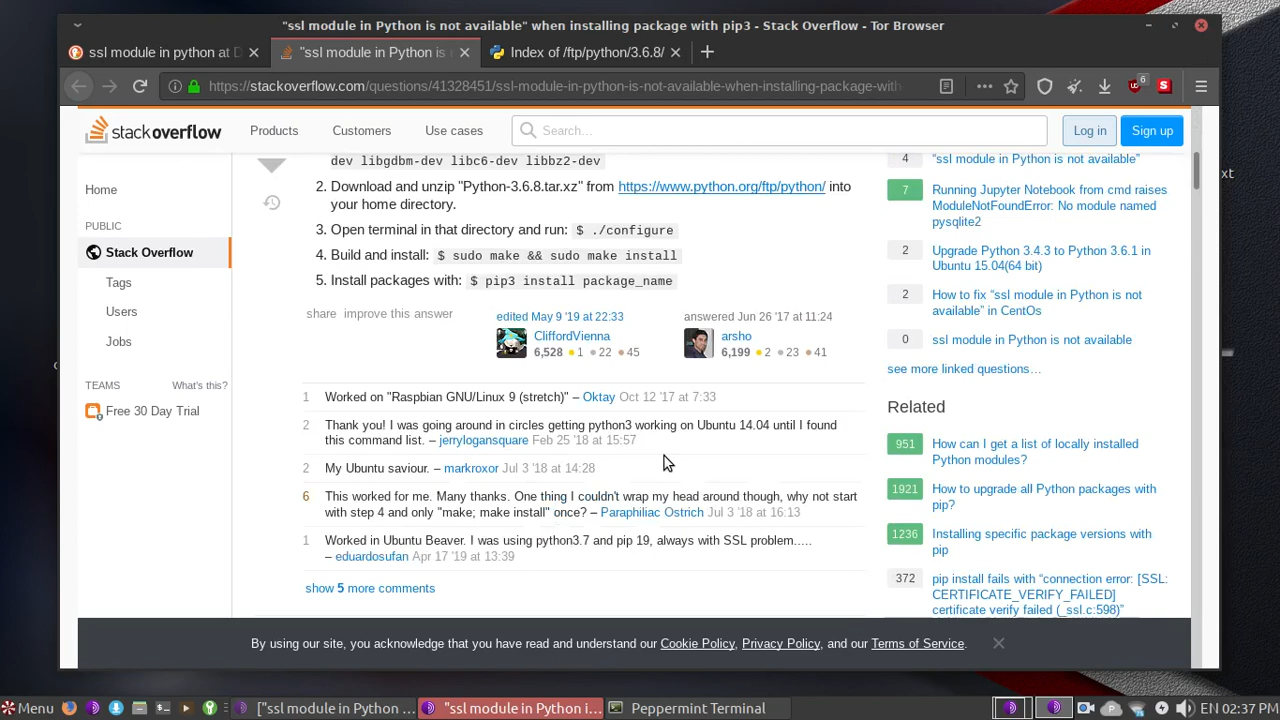 "ssl module in Python is not available" when installing package with pip3 - Stack Overflow - Tor Browser
ssl module in python at D
"ssl module in Python is
Index of /ftp/python/3.6.8/
https://stackoverflow.com/questions/41328451/ssl-module-in-python-is-not-available-when-installing-package-with
6
S
stackoverflow
Products
Customers
Use cases
Search...
Log in
Sign up
Home
PUBLIC
Stack Overflow
Tags
Users
Jobs
TEAMS
What's this?
Free 30 Day Trial
dev libgdbm-dev libc6-dev libbz2-dev
2. Download and unzip "Python-3.6.8.tar.xz" from https://www.python.org/ftp/python/ into
your home directory.
3. Open terminal in that directory and run: $ ./configure
4. Build and install: $ sudo make && sudo make install
5. Install packages with: $ pip3 install package_name
share improve this answer
edited May 9 '19 at 22:33
CliffordVienna
6,528 1 22 45
answered Jun 26 '17 at 11:24
arsho
6,199 2 23 41
1 Worked on "Raspbian GNU/Linux 9 (stretch)" – Oktay Oct 12 '17 at 7:33
2 Thank you! I was going around in circles getting python3 working on Ubuntu 14.04 until I found
this command list. – jerrylogansquare Feb 25 '18 at 15:57
2 My Ubuntu saviour. – markroxor Jul 3 '18 at 14:28
6 This worked for me. Many thanks. One thing I couldn't wrap my head around though, why not start
with step 4 and only "make; make install" once? – Paraphiliac Ostrich Jul 3 '18 at 16:13
1 Worked in Ubuntu Beaver. I was using python3.7 and pip 19, always with SSL problem.....
– eduardosufan Apr 17 '19 at 13:39
show 5 more comments
4 “ssl module in Python is not available”
7 Running Jupyter Notebook from cmd raises
ModuleNotFoundError: No module named
pysqlite2
2 Upgrade Python 3.4.3 to Python 3.6.1 in
Ubuntu 15.04(64 bit)
2 How to fix “ssl module in Python is not
available” in CentOs
0 ssl module in Python is not available
see more linked questions…
Related
951 How can I get a list of locally installed
Python modules?
1921 How to upgrade all Python packages with
pip?
1236 Installing specific package versions with
pip
372 pip install fails with “connection error: [SSL:
CERTIFICATE_VERIFY_FAILED]
certificate verify failed (_ssl.c:598)”
By using our site, you acknowledge that you have read and understand our Cookie Policy, Privacy Policy, and our Terms of Service.
xt
Menu
["ssl module in Python ...
"ssl module in Python i...
Peppermint Terminal
EN 02:37 PM